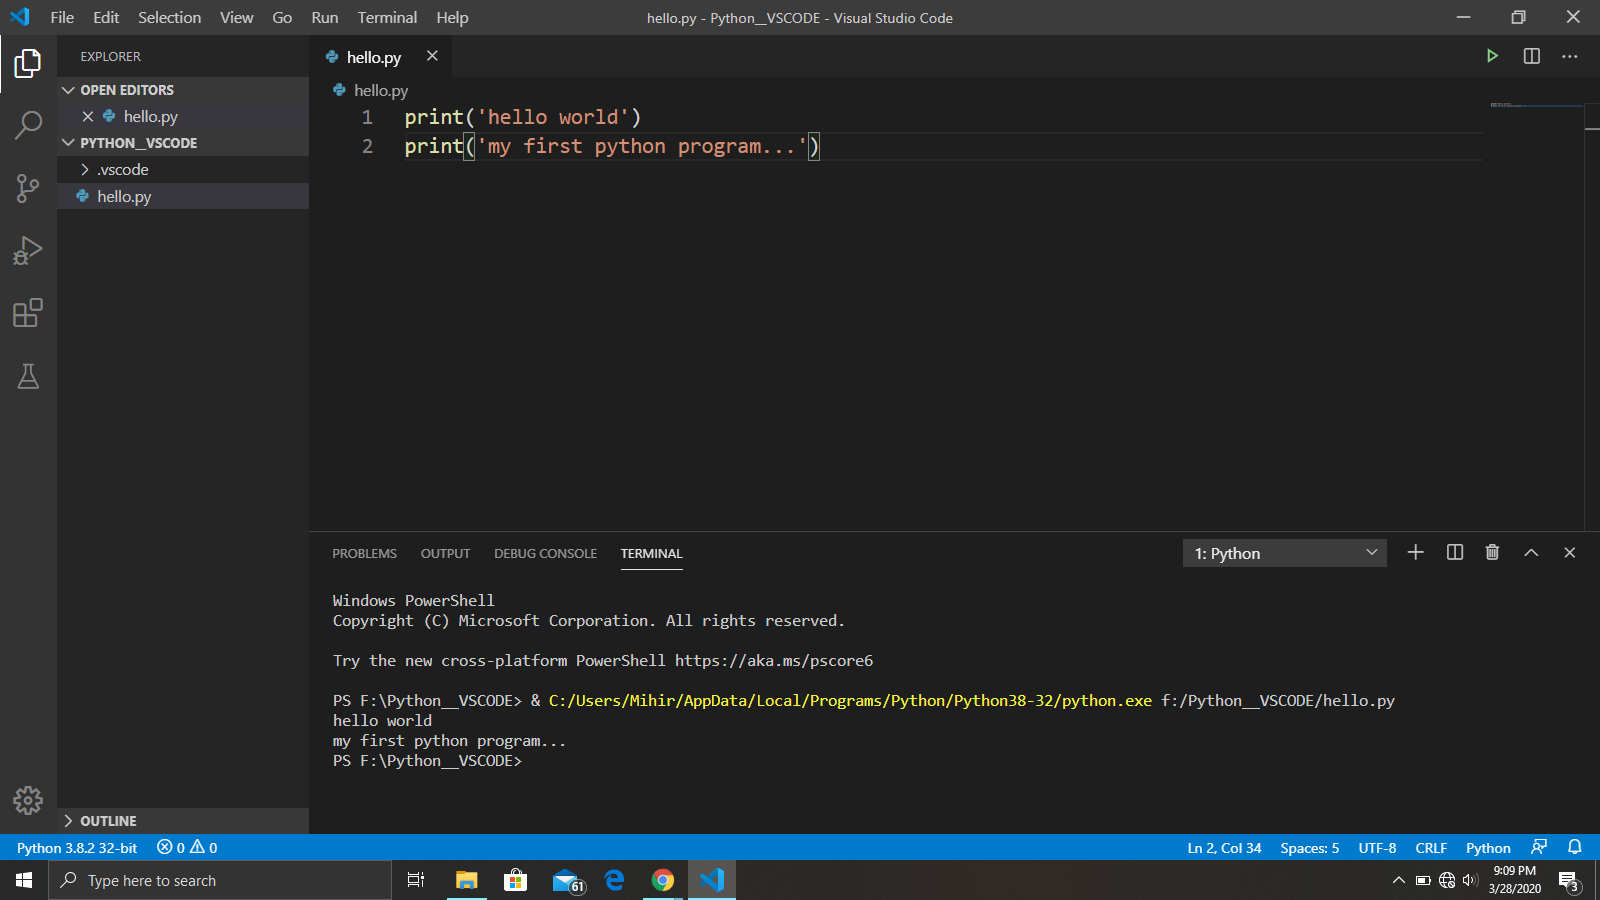 File Edit Selection View Go Run Terminal Help
hello.py - Python__VSCODE - Visual Studio Code
EXPLORER
OPEN EDITORS
hello.py
PYTHON__VSCODE
.vscode
hello.py
OUTLINE
hello.py
hello.py
1 print('hello world')
2 print('my first python program...')
PROBLEMS OUTPUT DEBUG CONSOLE TERMINAL
1: Python
Windows PowerShell
Copyright (C) Microsoft Corporation. All rights reserved.
Try the new cross-platform PowerShell https://aka.ms/pscore6
PS F:\Python__VSCODE> & C:/Users/Mihir/AppData/Local/Programs/Python/Python38-32/python.exe f:/Python__VSCODE/hello.py
hello world
my first python program...
PS F:\Python__VSCODE>
Python 3.8.2 32-bit 0 0
Ln 2, Col 34 Spaces: 5 UTF-8 CRLF Python
Type here to search
61
9:09 PM
3/28/2020
3